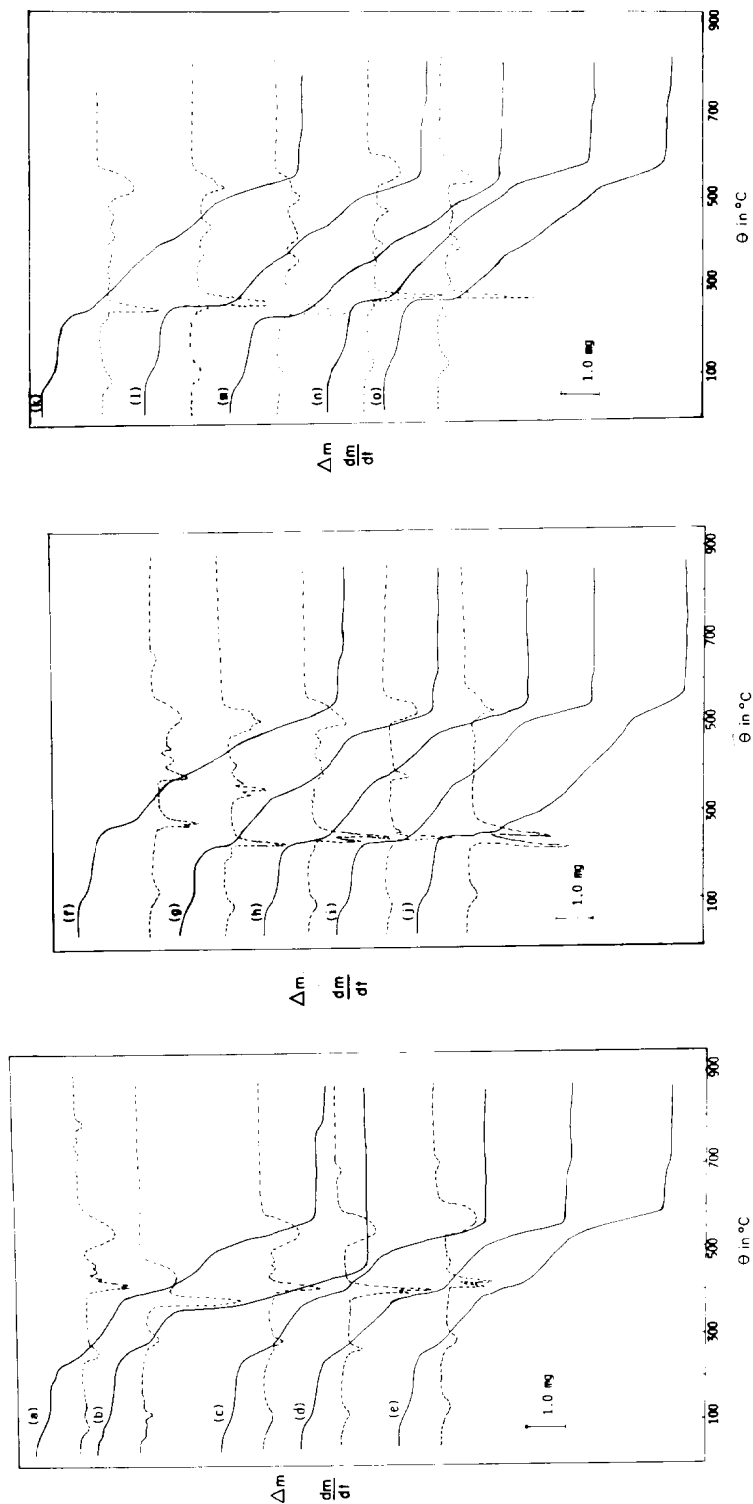 (k)
(l)
(m)
(n)
(o)
1.0 mg
Δm
dm
dt
100
300
500
700
900
θ in °C
(f)
(g)
(h)
(i)
(j)
1.0 mg
Δm
dm
dt
100
300
500
700
900
θ in °C
(a)
(b)
(c)
(d)
(e)
1.0 mg
Δm
dm
dt
100
300
500
700
900
θ in °C